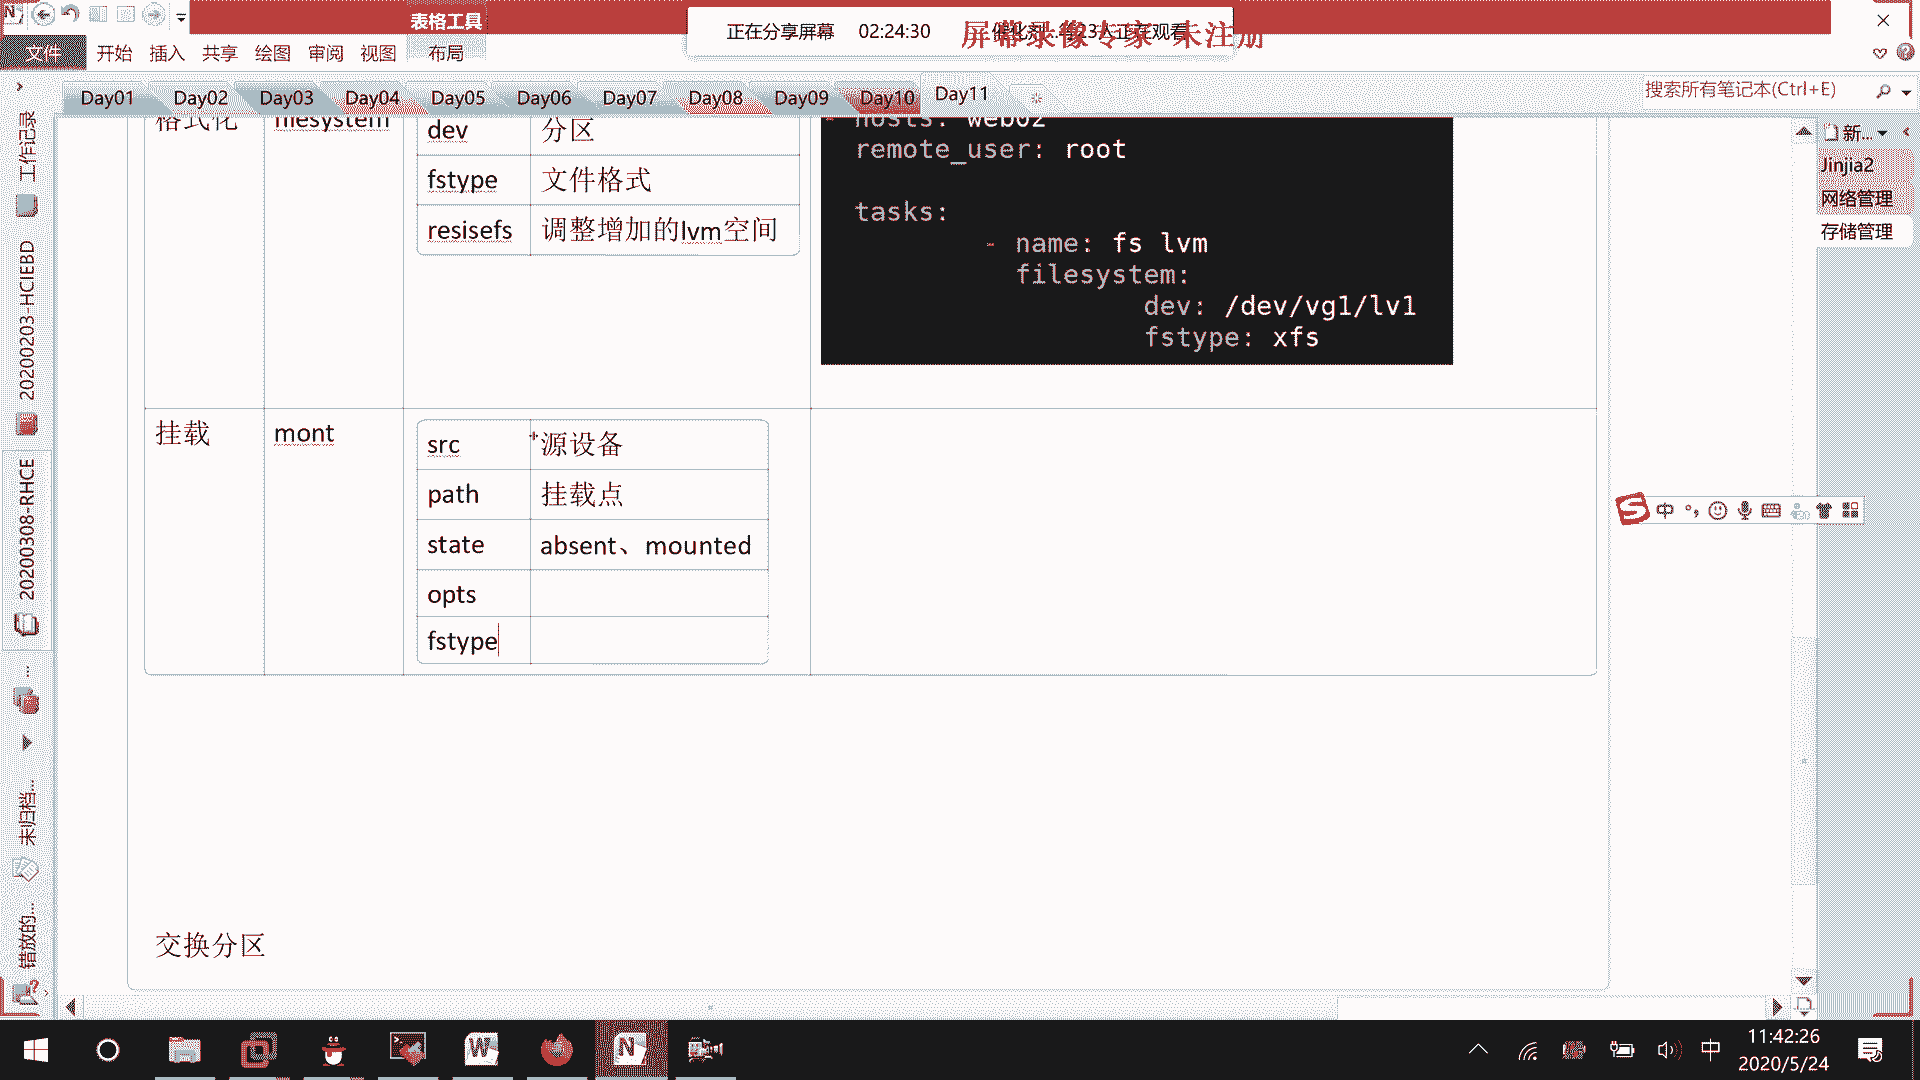 表格工具
正在分享屏幕 02:24:30
屏幕录像专家 未注册
文件 开始 插入 共享 绘图 审阅 视图 布局
Day01 Day02 Day03 Day04 Day05 Day06 Day07 Day08 Day09 Day10 Day11
搜索所有笔记本(Ctrl+E)
工作记录
20200203-HCIEBD
20200308-RHCE
未归档...
错放的...
新...
Jinjia2
网络管理
存储管理
格式化 filesystem
dev 分区
fstype 文件格式
resisefs 调整增加的lvm空间
- hosts: web02
remote_user: root
tasks:
- name: fs lvm
filesystem:
dev: /dev/vg1/lv1
fstype: xfs
挂载 mont
src 源设备
path 挂载点
state absent、mounted
opts
fstype
交换分区
中
中
11:42:26
2020/5/24